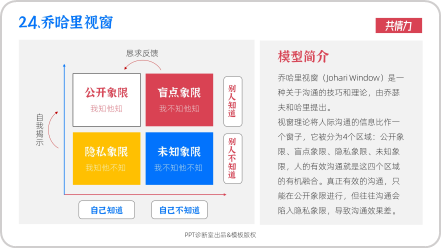 24.乔哈里视窗
共情力
恳求反馈
公开象限
我知他知
盲点象限
我不知他知
别人知道
自我揭示
隐私象限
我知他不知
未知象限
我不知他不知
别人不知道
自己知道
自己不知道
模型简介
乔哈里视窗（Johari Window）是一
种关于沟通的技巧和理论，由乔瑟
夫和哈里提出。
视窗理论将人际沟通的信息比作一
个窗子，它被分为4个区域：公开象
限、盲点象限、隐私象限、未知象
限，人的有效沟通就是这四个区域
的有机融合。真正有效的沟通，只
能在公开象限进行，但往往沟通会
陷入隐私象限，导致沟通效果差。
PPT诊断室出品&模板版权